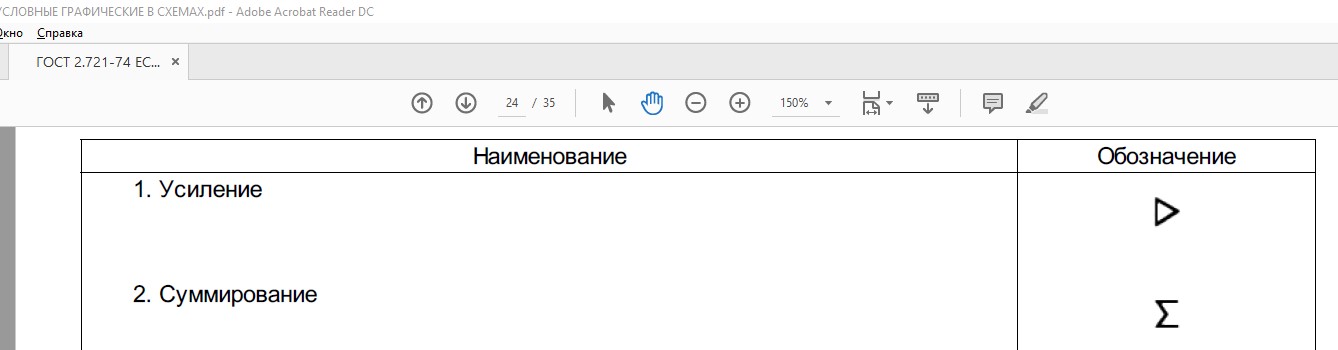 УСЛОВНЫЕ ГРАФИЧЕСКИЕ В СХЕМАХ.pdf - Adobe Acrobat Reader DC
Окно Справка
ГОСТ 2.721-74 ЕС... ×
24 / 35 150%
Наименование Обозначение
1. Усиление
2. Суммирование Σ